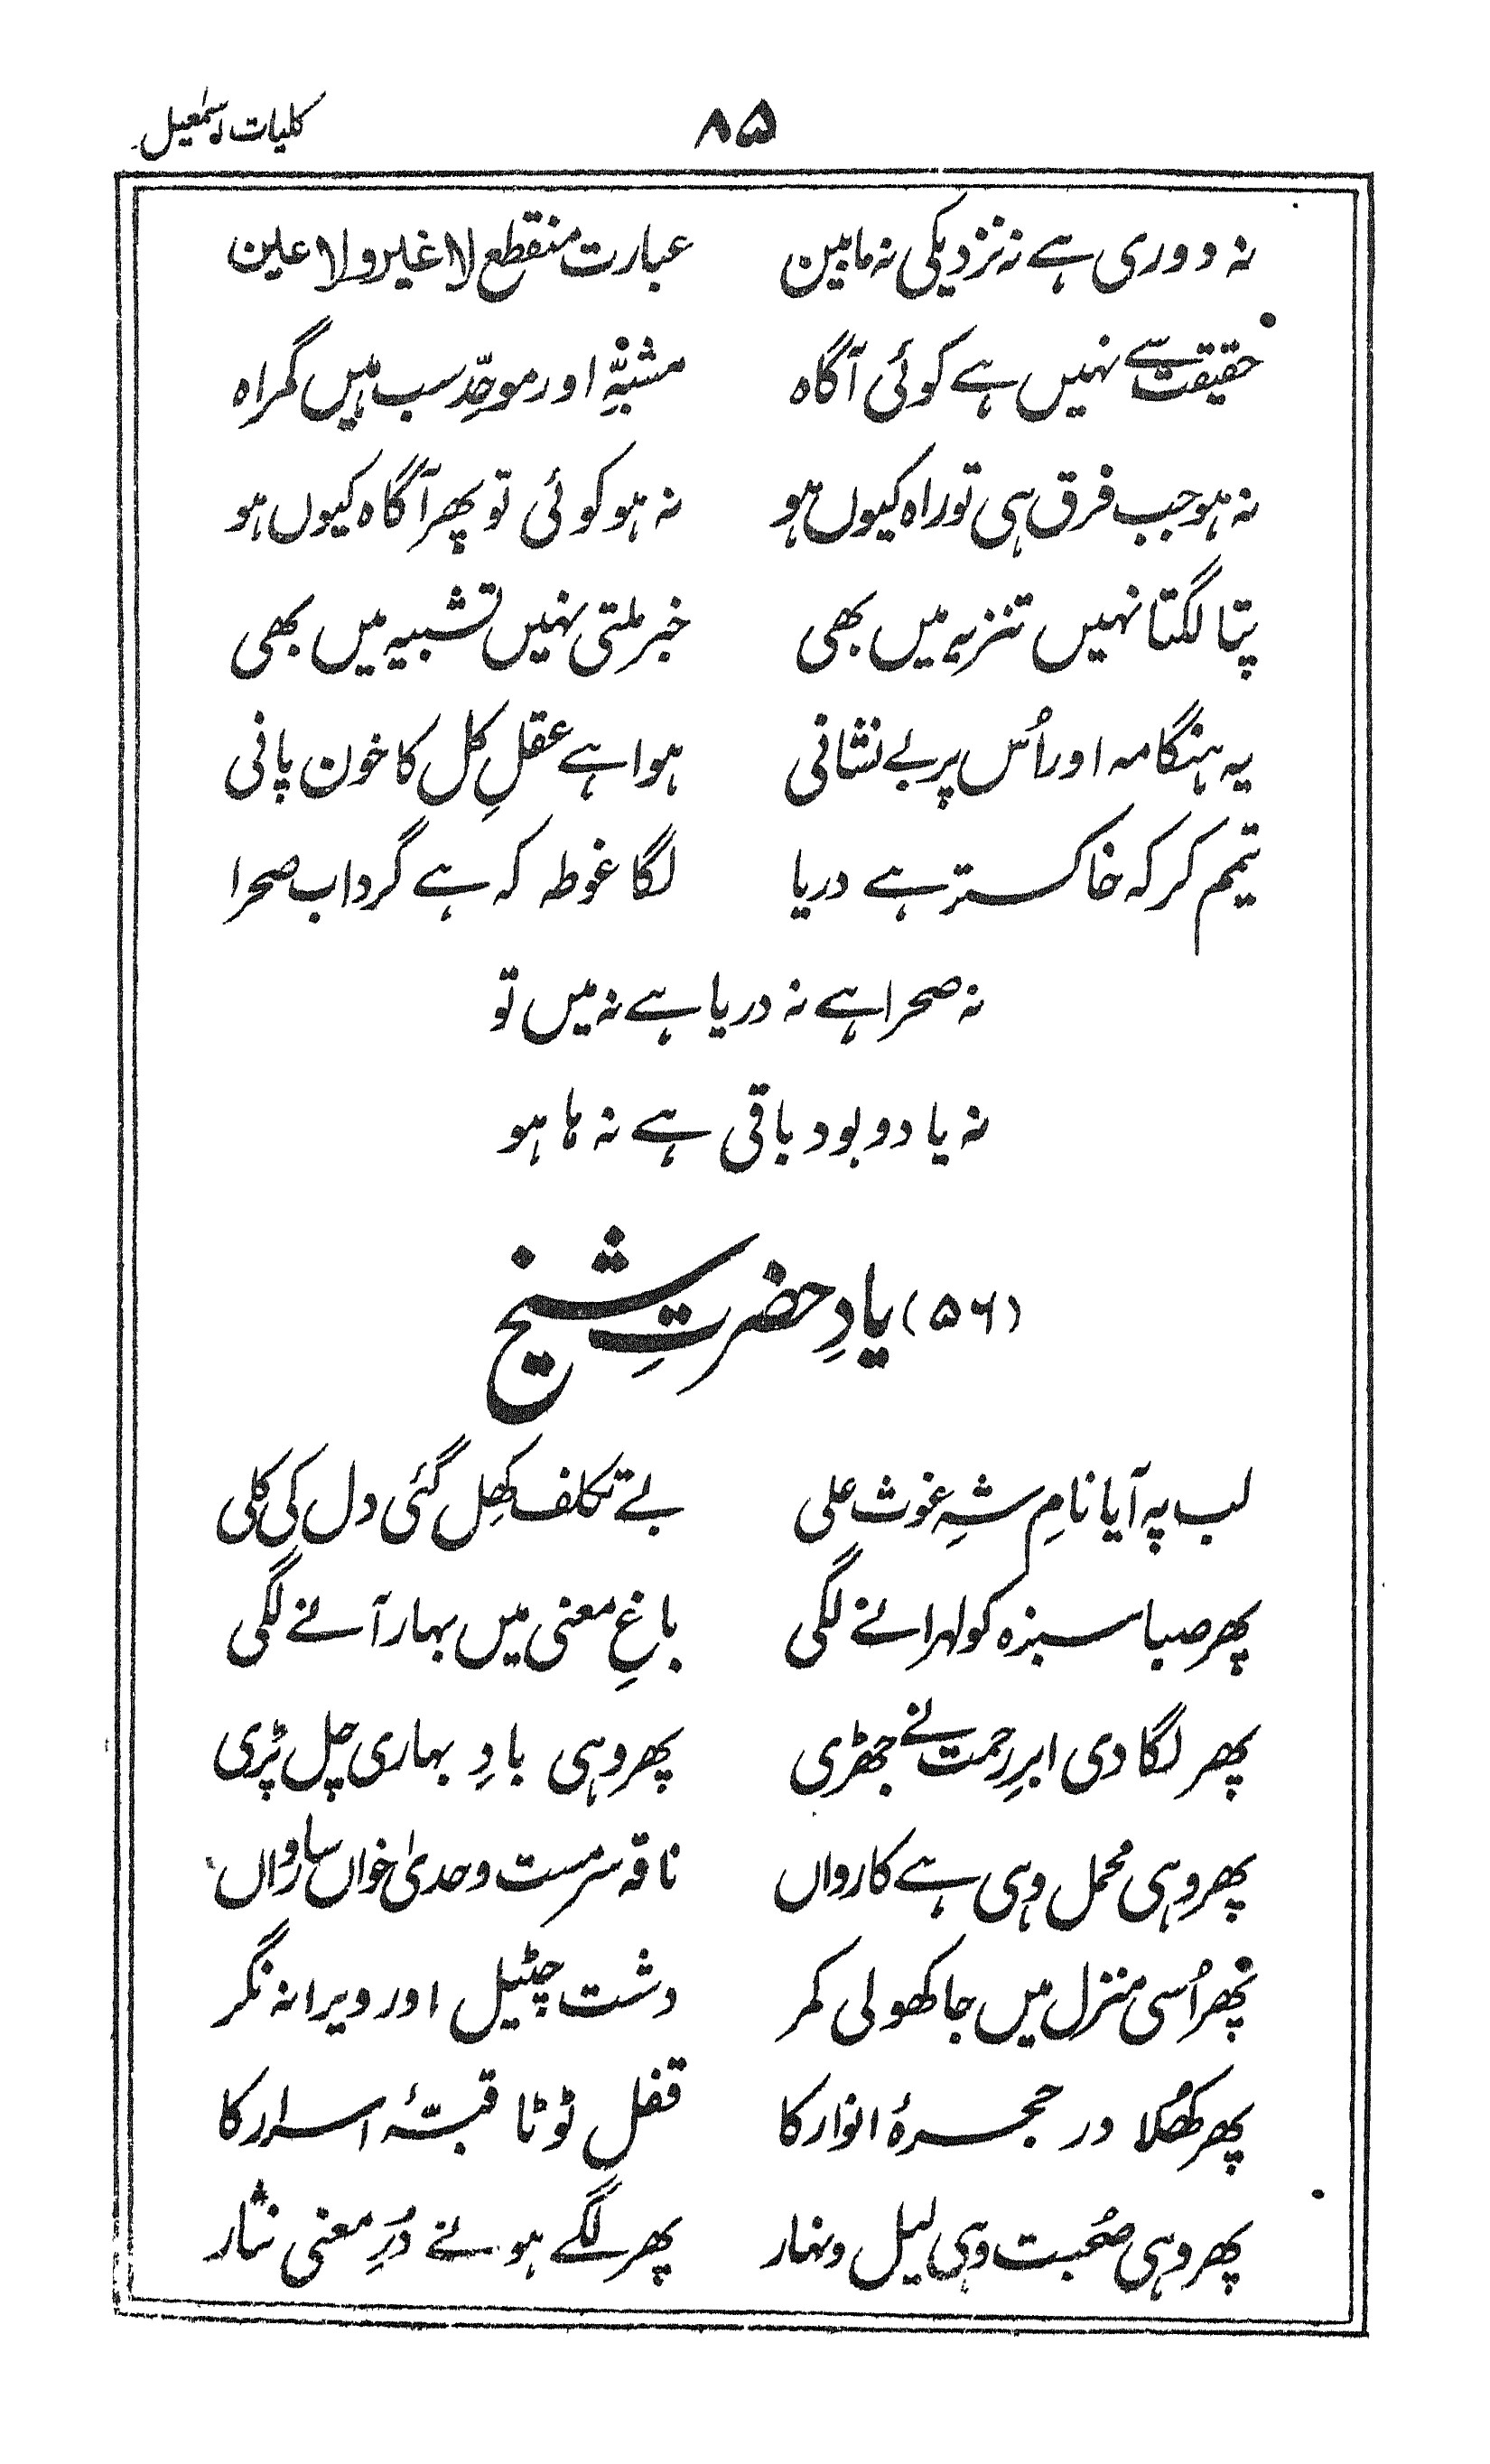 ۸۵ کلیات اسمٰعیل
نہ دوری ہے نہ نزدیکی نہ مابین عبارت منقطع لا غیر و لا عین
حقیقت سے نہیں ہے کوئی آگاہ مشبّہِ اور موحّدِ سب ہیں گمراہ
نہ ہو جب فرق ہی تو راہ کیوں ہو نہ ہو کوئی تو پھر آگاہ کیوں ہو
پتا لگتا نہیں تنزیہ میں بھی خبر ملتی نہیں تشبیہ میں بھی
یہ ہنگامہ اور اُس پر بے نشانی ہوا ہے عقلِ کل کا خون پانی
تیمم کر کہ خاکستر ہے دریا لگا غوطہ کہ ہے گرداب صحرا
نہ صحرا ہے نہ دریا ہے نہ میں تو
نہ یاد و بود باقی ہے نہ ہا ہو
(۵۶) یادِ حضرتِ شیخ
لب پہ آیا نامِ شہِ غوث علی بے تکلف کھِل گئی دل کی کلی
پھر صبا سبزہ کو لہرانے لگی باغِ معنی میں بہار آنے لگی
پھر لگا دی ابرِ رحمت نے جھڑی پھر وہی بادِ بہاری چل پڑی
پھر وہی محمل وہی ہے کارواں ناقہ سرمست و حدیٰ خواں سارواں
پھر اُسی منزل میں جا کھولی کمر دشت چٹیل اور ویرانہ نگر
پھر کھُلا در حجرۂ انوار کا قفل ٹوٹا قبّۂ اسرار کا
پھر وہی صُحبت وہی لیل و نہار پھر لگے ہونے دُرِ معنی نثار